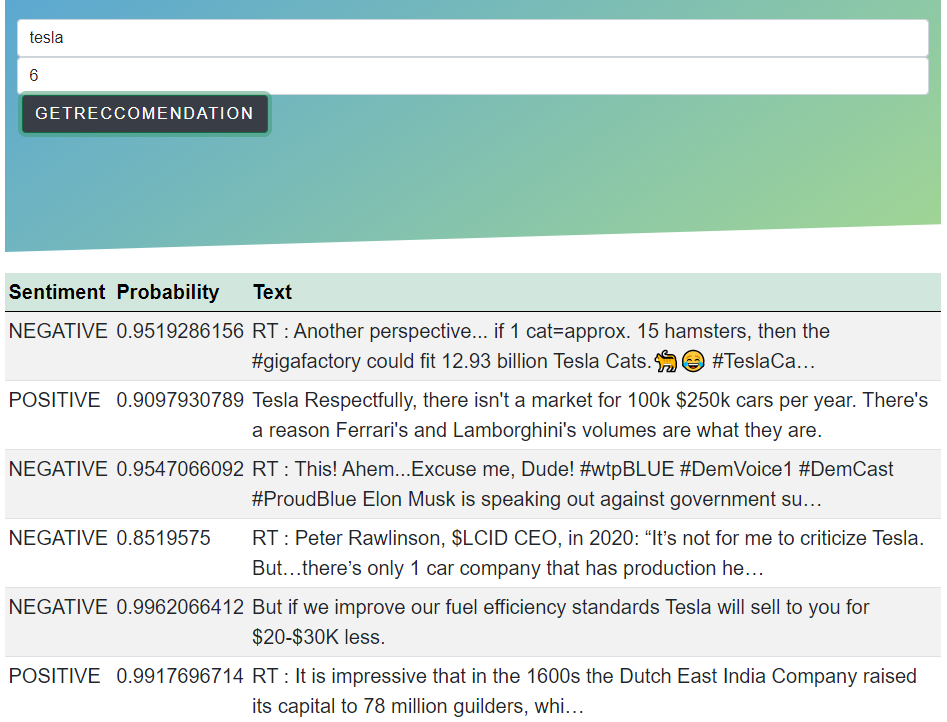 tesla
6
GETRECCOMENDATION
Sentiment Probability Text
NEGATIVE 0.9519286156 RT : Another perspective... if 1 cat=approx. 15 hamsters, then the
#gigafactory could fit 12.93 billion Tesla Cats.🐈😂 #TeslaCa…
POSITIVE 0.9097930789 Tesla Respectfully, there isn't a market for 100k $250k cars per year. There's
a reason Ferrari's and Lamborghini's volumes are what they are.
NEGATIVE 0.9547066092 RT : This! Ahem...Excuse me, Dude! #wtpBLUE #DemVoice1 #DemCast
#ProudBlue Elon Musk is speaking out against government su…
NEGATIVE 0.8519575 RT : Peter Rawlinson, $LCID CEO, in 2020: “It’s not for me to criticize Tesla.
But…there’s only 1 car company that has production he…
NEGATIVE 0.9962066412 But if we improve our fuel efficiency standards Tesla will sell to you for
$20-$30K less.
POSITIVE 0.9917696714 RT : It is impressive that in the 1600s the Dutch East India Company raised
its capital to 78 million guilders, whi…